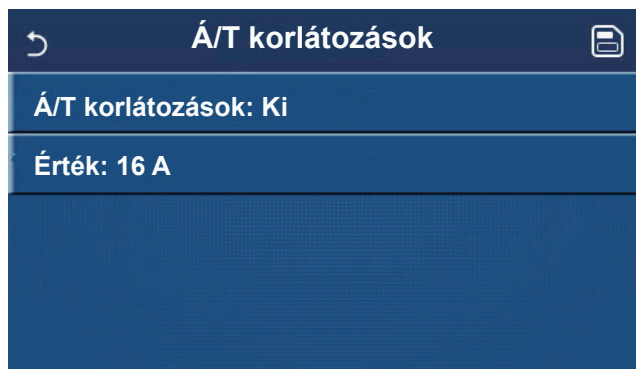 Á/T korlátozások
Á/T korlátozások: Ki
Érték: 16 A